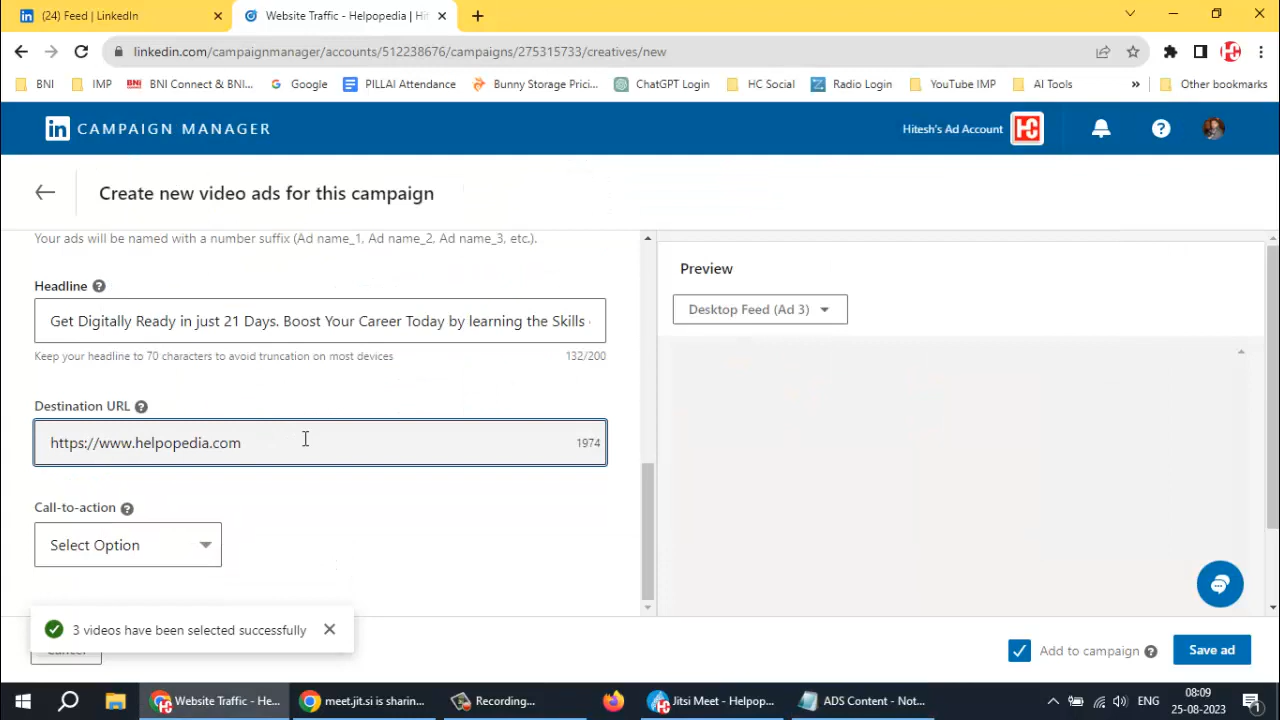 (24) Feed | LinkedIn
Website Traffic - Helpopedia | Hit
linkedin.com/campaignmanager/accounts/512238676/campaigns/275315733/creatives/new
BNI
IMP
BNI Connect & BNI...
Google
PILLAI Attendance
Bunny Storage Prici...
ChatGPT Login
HC Social
Radio Login
YouTube IMP
AI Tools
Other bookmarks
CAMPAIGN MANAGER
Hitesh's Ad Account
HC
Create new video ads for this campaign
Your ads will be named with a number suffix (Ad name_1, Ad name_2, Ad name_3, etc.).
Headline
Get Digitally Ready in just 21 Days. Boost Your Career Today by learning the Skills
Keep your headline to 70 characters to avoid truncation on most devices
132/200
Destination URL
https://www.helpopedia.com
1974
Call-to-action
Select Option
Preview
Desktop Feed (Ad 3)
3 videos have been selected successfully
Cancel
Add to campaign
Save ad
Website Traffic - He...
meet.jit.si is sharin...
Recording...
Jitsi Meet - Helpop...
ADS Content - Not...
ENG
08:09
25-08-2023